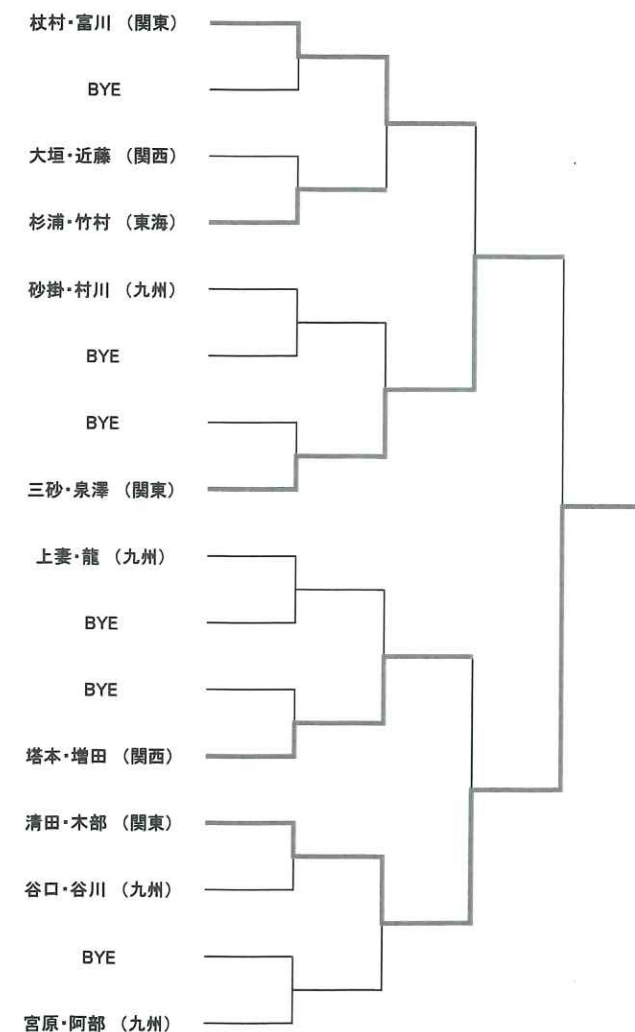 杖村・富川 （関東）
BYE
大垣・近藤 （関西）
杉浦・竹村 （東海）
砂掛・村川 （九州）
BYE
BYE
三砂・泉澤 （関東）
上妻・龍 （九州）
BYE
BYE
塔本・増田 （関西）
清田・木部 （関東）
谷口・谷川 （九州）
BYE
宮原・阿部 （九州）